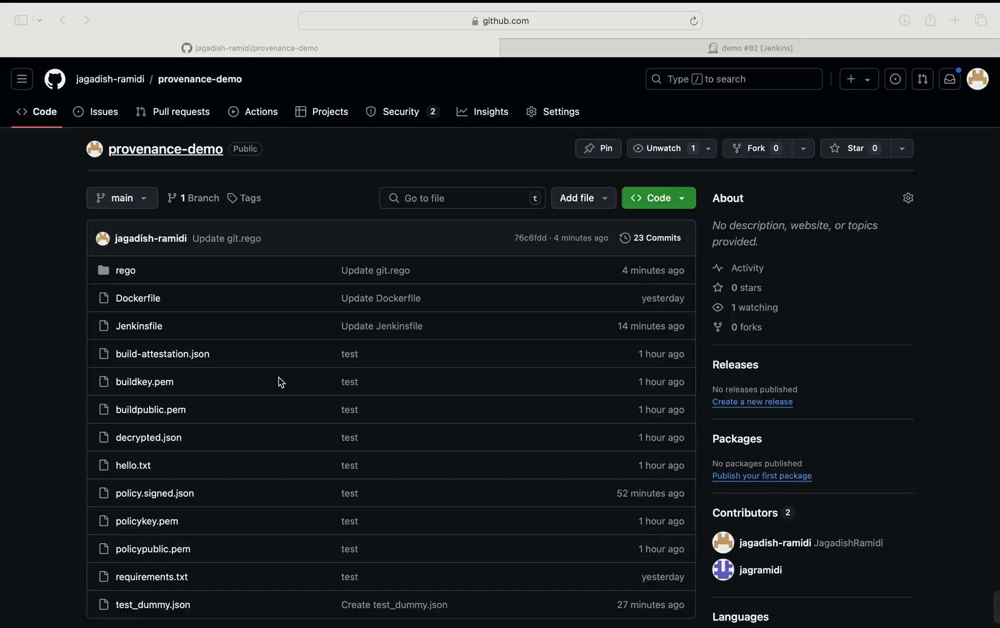 github.com
jagadish-ramidi/provenance-demo
demo #82 [Jenkins]
jagadish-ramidi / provenance-demo
Type / to search
Code Issues Pull requests Actions Projects Security 2 Insights Settings
provenance-demo Public
Pin Unwatch 1 Fork 0 Star 0
main 1 Branch Tags Go to file t Add file Code
jagadish-ramidi Update git.rego 76c6fdd · 4 minutes ago 23 Commits
rego Update git.rego 4 minutes ago
Dockerfile Update Dockerfile yesterday
Jenkinsfile Update Jenkinsfile 14 minutes ago
build-attestation.json test 1 hour ago
buildkey.pem test 1 hour ago
buildpublic.pem test 1 hour ago
decrypted.json test 1 hour ago
hello.txt test 1 hour ago
policy.signed.json test 52 minutes ago
policykey.pem test 1 hour ago
policypublic.pem test 1 hour ago
requirements.txt test yesterday
test_dummy.json Create test_dummy.json 27 minutes ago
About
No description, website, or topics
provided.
Activity
0 stars
1 watching
0 forks
Releases
No releases published
Create a new release
Packages
No packages published
Publish your first package
Contributors 2
jagadish-ramidi JagadishRamidi
jagramidi
Languages